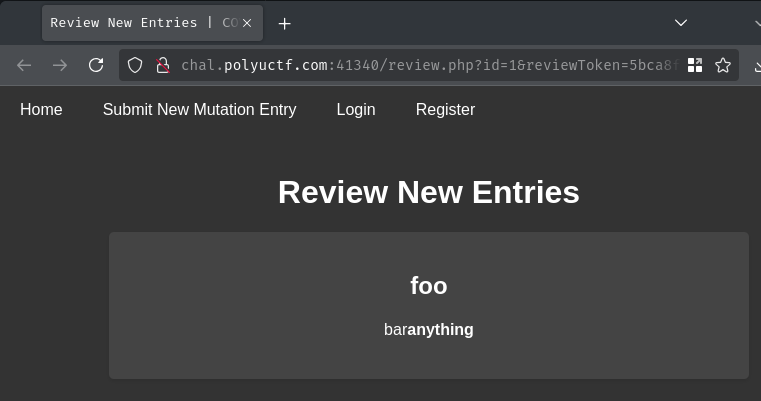 Review New Entries | CO
chal.polyuctf.com:41340/review.php?id=1&reviewToken=5bca8f
Home Submit New Mutation Entry Login Register
Review New Entries
foo
baranything